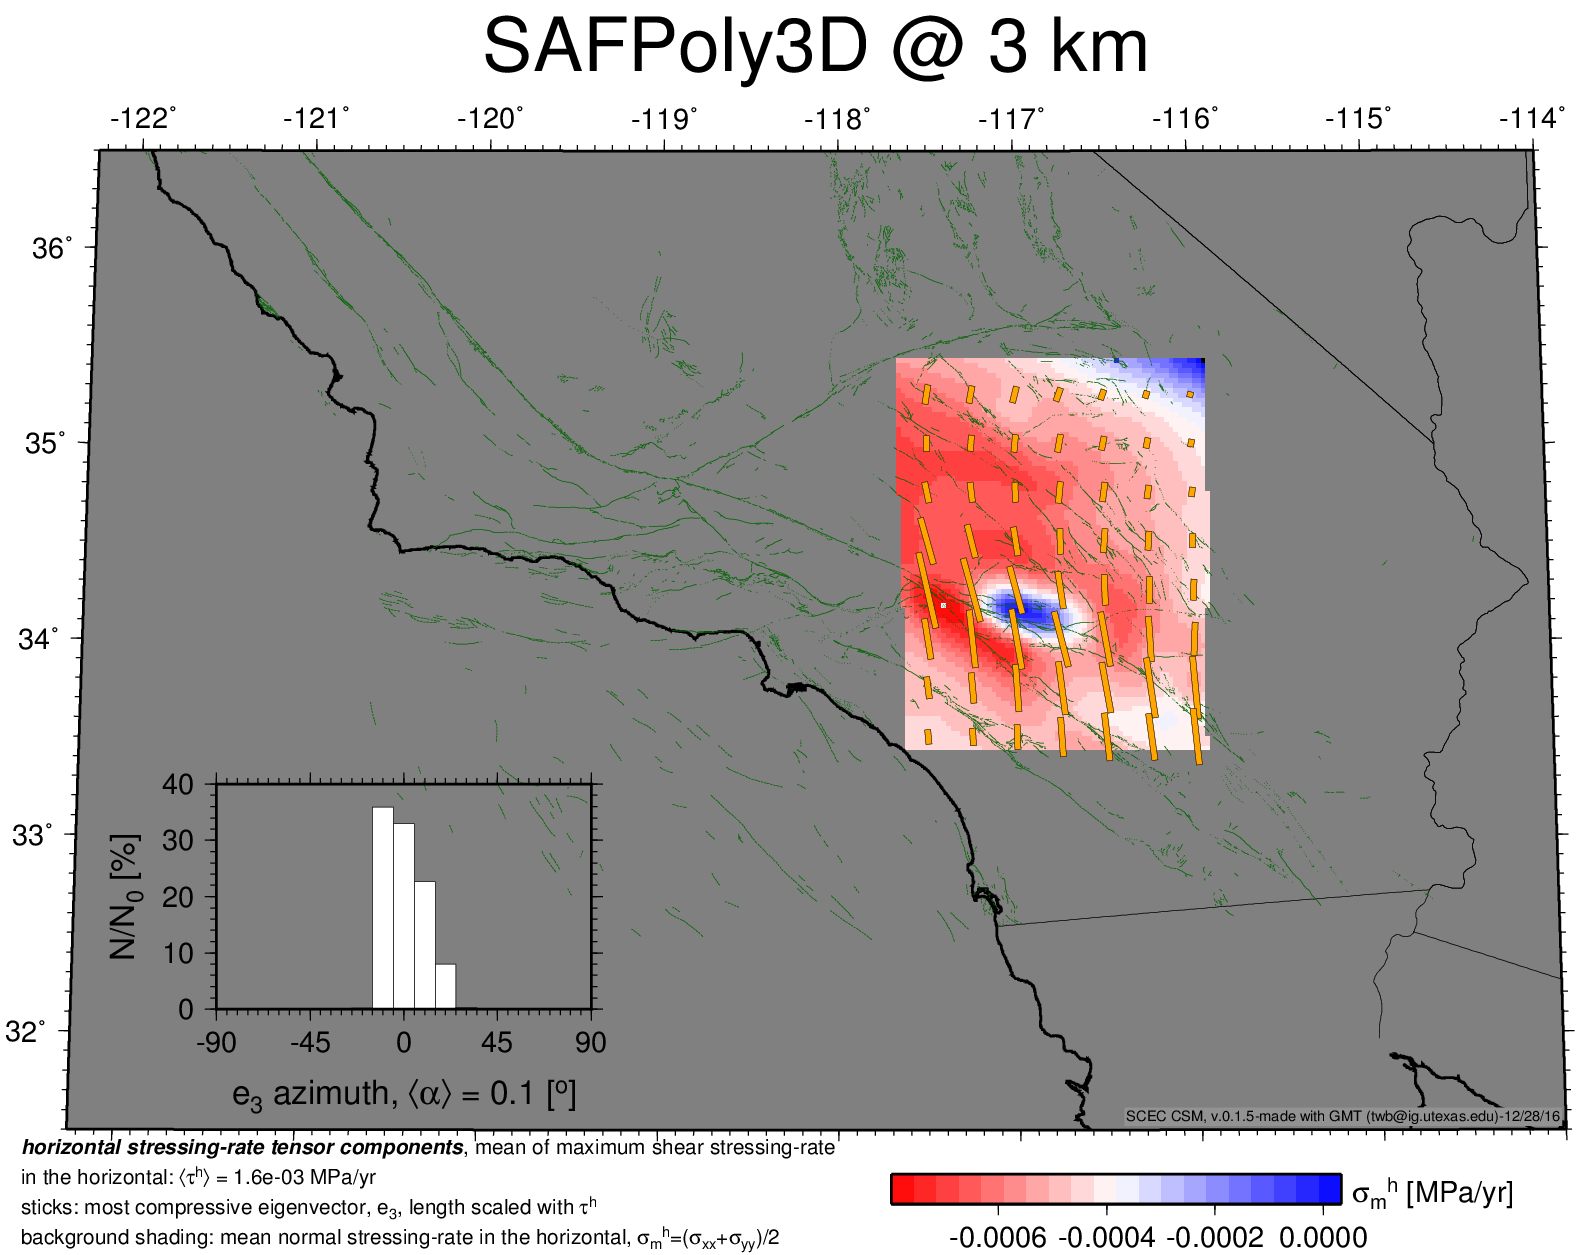 SAFPoly3D @ 3 km
-122˚ -121˚ -120˚ -119˚ -118˚ -117˚ -116˚ -115˚ -114˚
36˚
35˚
34˚
33˚
32˚
40
30
20
10
0
N/N0 [%]
-90 -45 0 45 90
e3 azimuth, ⟨α⟩ = 0.1 [º]
SCEC CSM, v.0.1.5-made with GMT (twb@ig.utexas.edu)-12/28/16
horizontal stressing-rate tensor components, mean of maximum shear stressing-rate
in the horizontal: ⟨τh⟩ = 1.6e-03 MPa/yr
sticks: most compressive eigenvector, e3, length scaled with τh
background shading: mean normal stressing-rate in the horizontal, σmh=(σxx+σyy)/2
σmh [MPa/yr]
-0.0006 -0.0004 -0.0002 0.0000